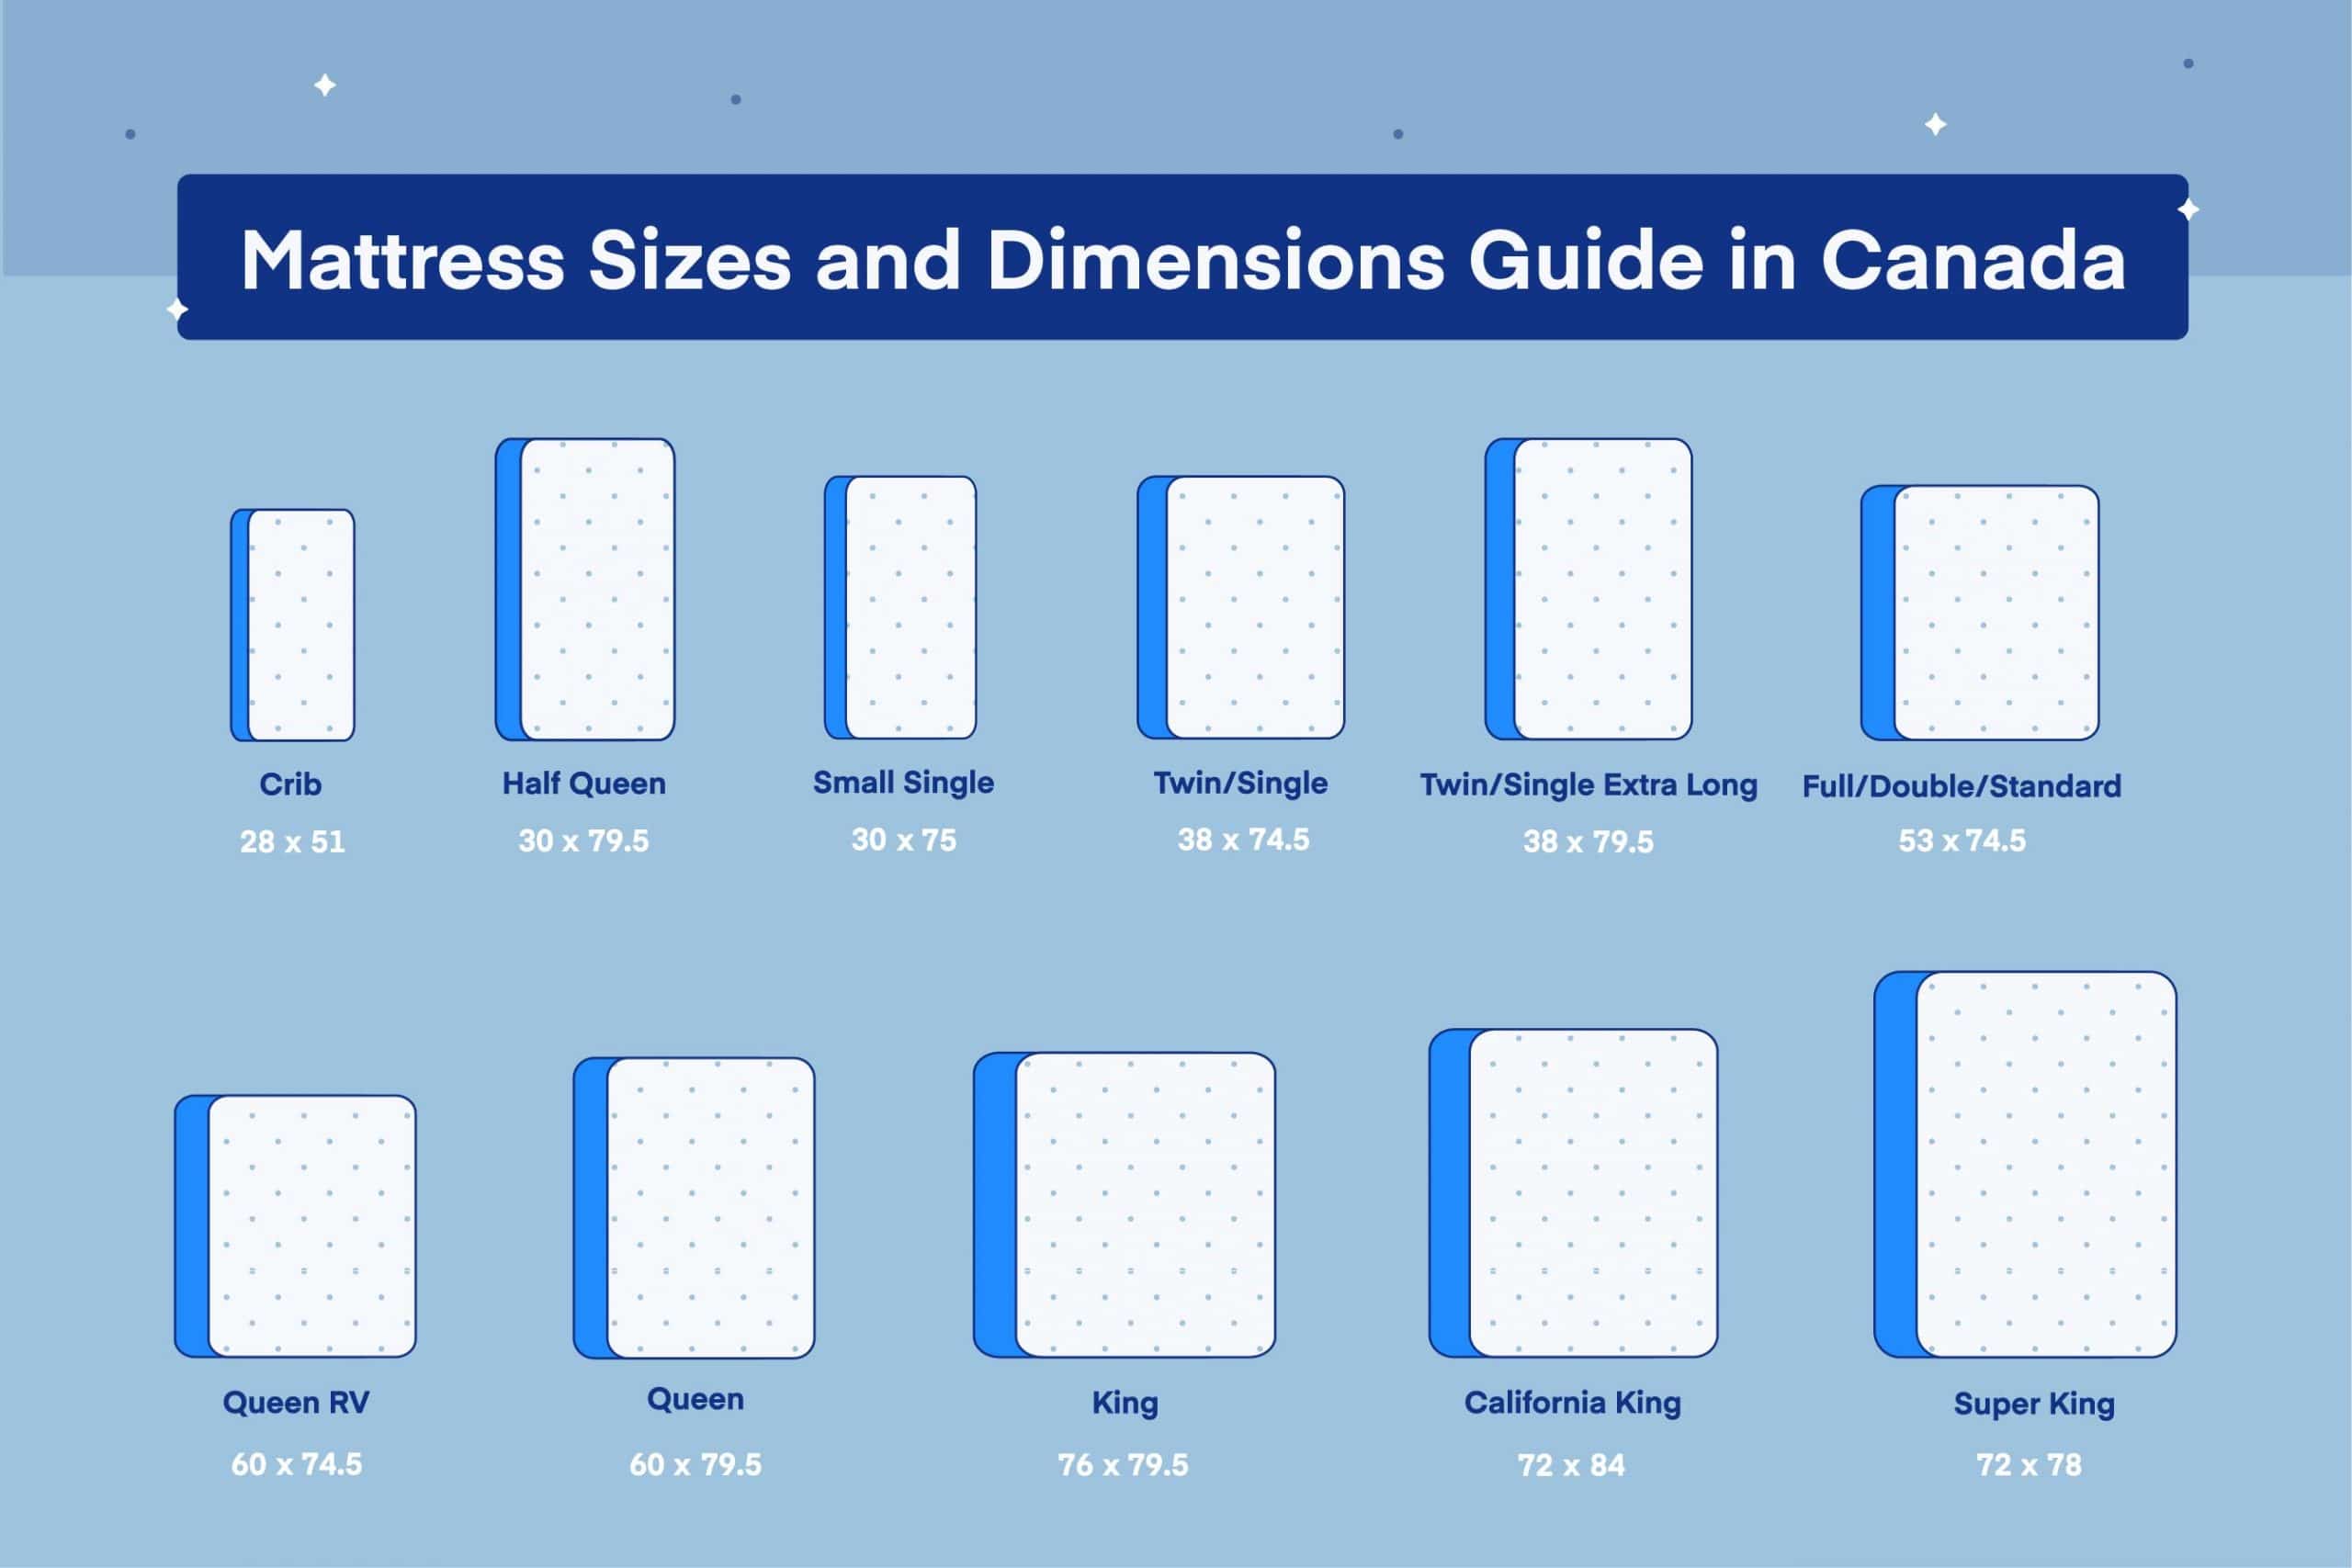 Mattress Sizes and Dimensions Guide in Canada
Crib
28 x 51
Half Queen
30 x 79.5
Small Single
30 x 75
Twin/Single
38 x 74.5
Twin/Single Extra Long
38 x 79.5
Full/Double/Standard
53 x 74.5
Queen RV
60 x 74.5
Queen
60 x 79.5
King
76 x 79.5
California King
72 x 84
Super King
72 x 78